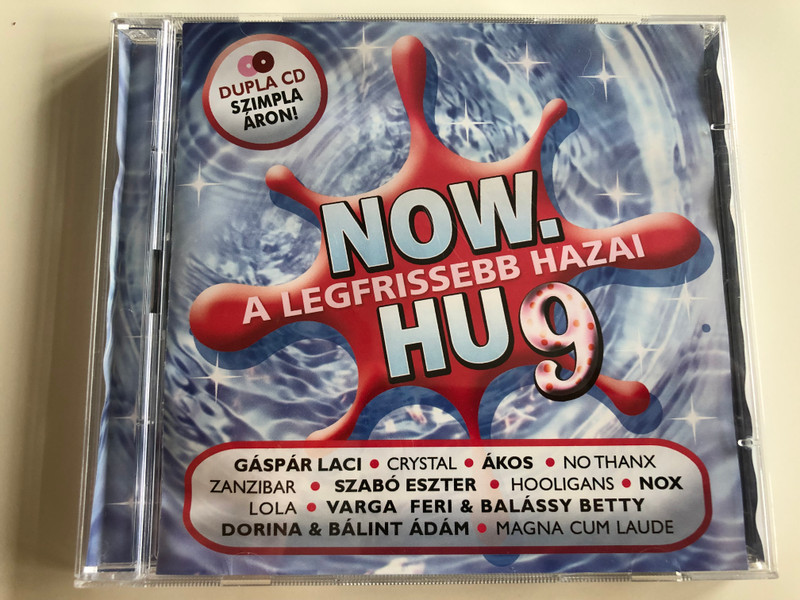 DUPLA CD
SZIMPLA
ÁRON!
NOW.
A LEGFRISSEBB HAZAI
HU 9
GÁSPÁR LACI • CRYSTAL • ÁKOS • NO THANX
ZANZIBAR • SZABÓ ESZTER • HOOLIGANS • NOX
LOLA • VARGA FERI & BALÁSSY BETTY
DORINA & BÁLINT ÁDÁM • MAGNA CUM LAUDE